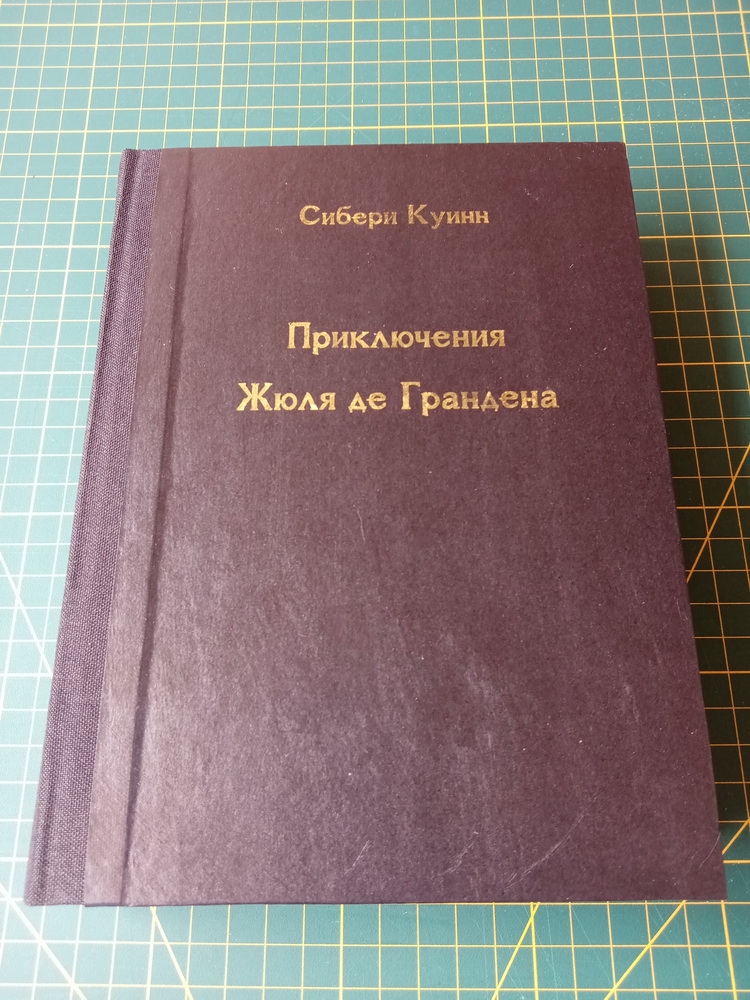 Сибери Куинн
Приключения
Жюля де Грандена